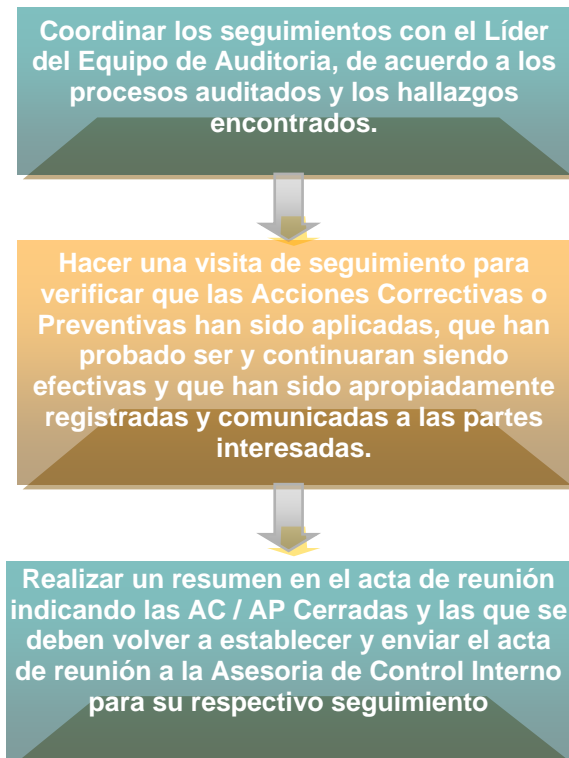 Coordinar los seguimientos con el Líder
del Equipo de Auditoria, de acuerdo a los
procesos auditados y los hallazgos
encontrados.
Hacer una visita de seguimiento para
verificar que las Acciones Correctivas o
Preventivas han sido aplicadas, que han
probado ser y continuaran siendo
efectivas y que han sido apropiadamente
registradas y comunicadas a las partes
interesadas.
Realizar un resumen en el acta de reunión
indicando las AC / AP Cerradas y las que se
deben volver a establecer y enviar el acta
de reunión a la Asesoria de Control Interno
para su respectivo seguimiento